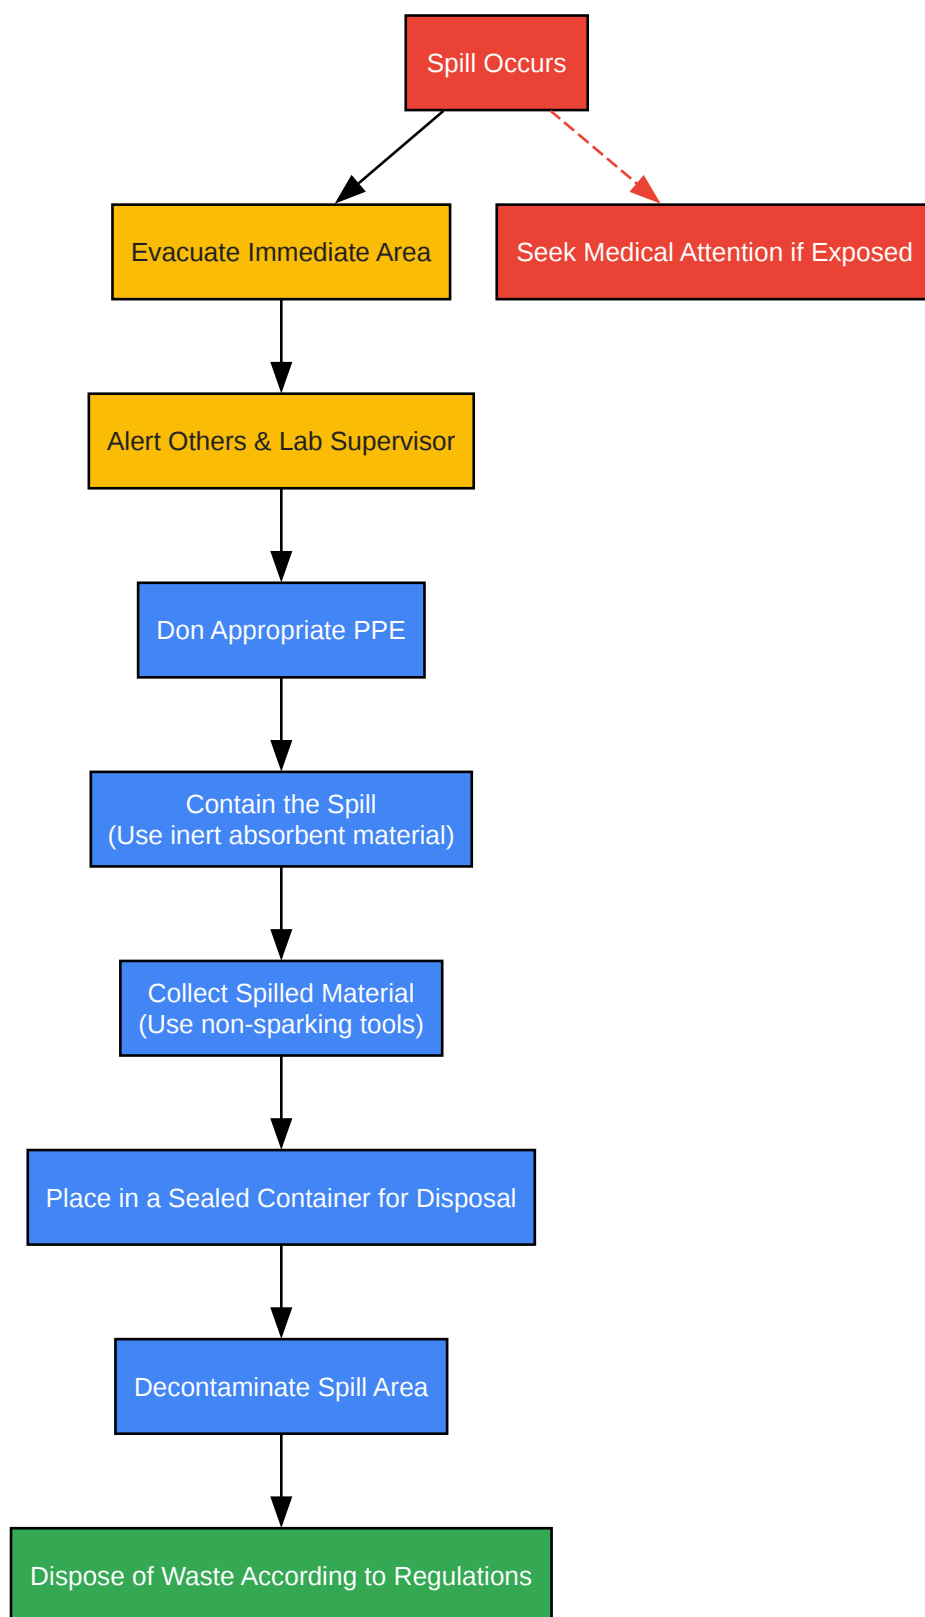 Spill Occurs
Evacuate Immediate Area
Seek Medical Attention if Exposed
Alert Others & Lab Supervisor
Don Appropriate PPE
Contain the Spill
(Use inert absorbent material)
Collect Spilled Material
(Use non-sparking tools)
Place in a Sealed Container for Disposal
Decontaminate Spill Area
Dispose of Waste According to Regulations